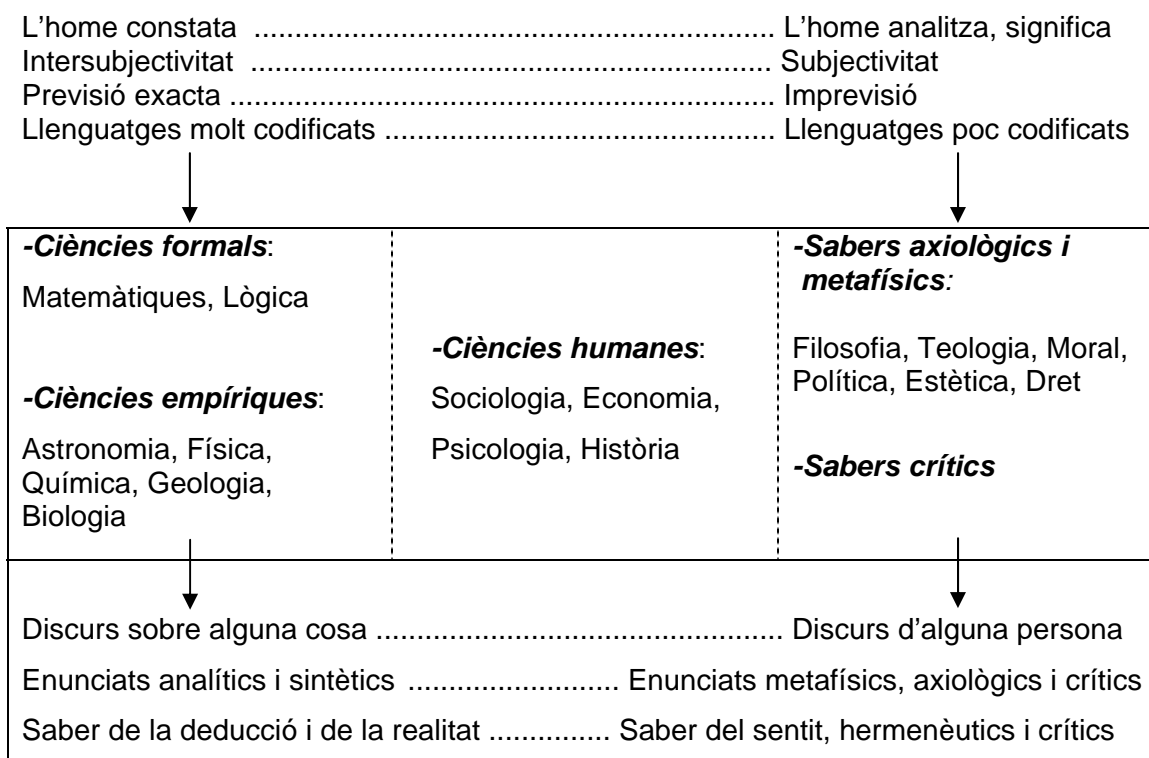 L’home constata ............................................................... L’home analitza, significa
Intersubjectivitat ............................................................... Subjectivitat
Previsió exacta .................................................................. Imprevisió
Llenguatges molt codificats ............................................... Llenguatges poc codificats
-Ciències formals:
Matemàtiques, Lògica
-Ciències empíriques:
Astronomia, Física,
Química, Geologia,
Biologia
-Ciències humanes:
Sociologia, Economia,
Psicologia, Història
-Sabers axiològics i
metafísics:
Filosofia, Teologia, Moral,
Política, Estètica, Dret
-Sabers crítics
Discurs sobre alguna cosa ................................................. Discurs d’alguna persona
Enunciats analítics i sintètics .......................... Enunciats metafísics, axiològics i crítics
Saber de la deducció i de la realitat ............... Saber del sentit, hermenèutics i crítics